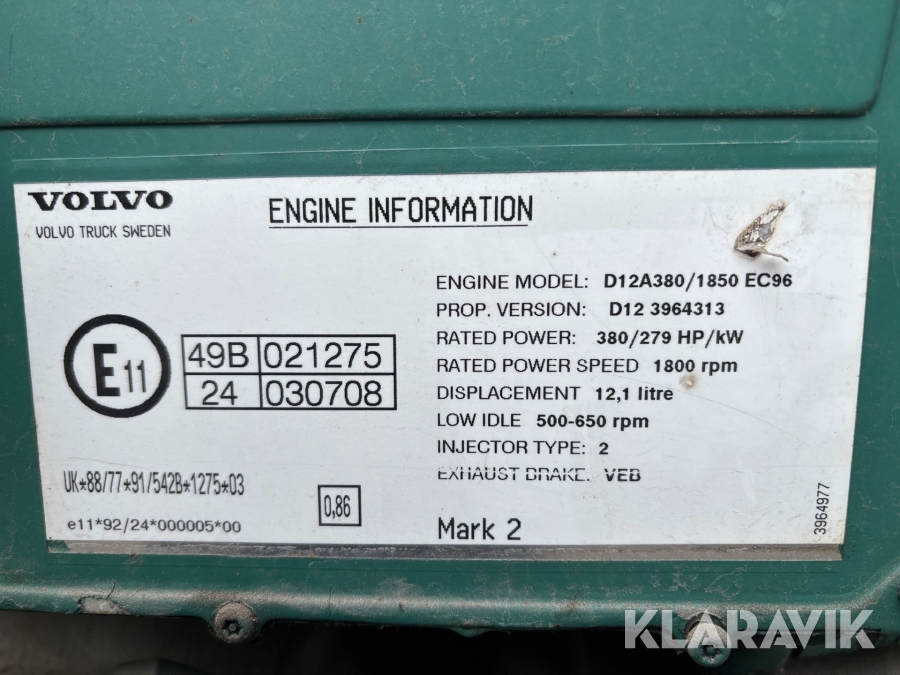 VOLVO
VOLVO TRUCK SWEDEN
ENGINE INFORMATION
ENGINE MODEL: D12A380/1850 EC96
PROP. VERSION: D12 3964313
RATED POWER: 380/279 HP/kW
RATED POWER SPEED 1800 rpm
DISPLACEMENT 12,1 litre
LOW IDLE 500-650 rpm
INJECTOR TYPE: 2
EXHAUST BRAKE: VEB
Mark 2
E11
49B 021275
24 030708
UK*88/77*91/542B*1275*03
0,86
e11*92/24*000005*00
3964977
KLARAVIK